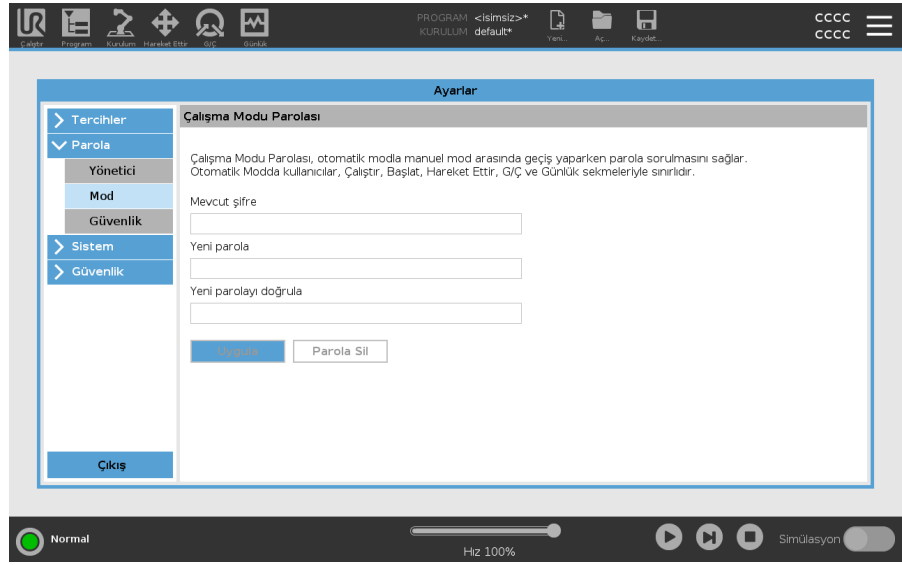 PROGRAM <isimsiz>*
KURULUM default*
Çalıştır
Program
Kurulum
Hareket Ettir
G/Ç
Günlük
Yeni...
Aç...
Kaydet...
cccc
cccc
Ayarlar
Tercihler
Parola
Yönetici
Mod
Güvenlik
Sistem
Güvenlik
Çıkış
Çalışma Modu Parolası
Çalışma Modu Parolası, otomatik modla manuel mod arasında geçiş yaparken parola sorulmasını sağlar.
Otomatik Modda kullanıcılar, Çalıştır, Başlat, Hareket Ettir, G/Ç ve Günlük sekmeleriyle sınırlıdır.
Mevcut şifre
Yeni parola
Yeni parolayı doğrula
Uygula
Parola Sil
Normal
Hız 100%
Simülasyon